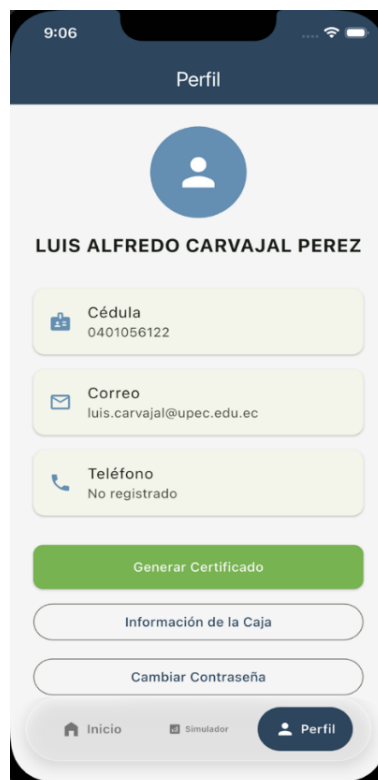 9:06
Perfil
LUIS ALFREDO CARVAJAL PEREZ
Cédula
0401056122
Correo
luis.carvajal@upec.edu.ec
Teléfono
No registrado
Generar Certificado
Información de la Caja
Cambiar Contraseña
Inicio
Simulador
Perfil